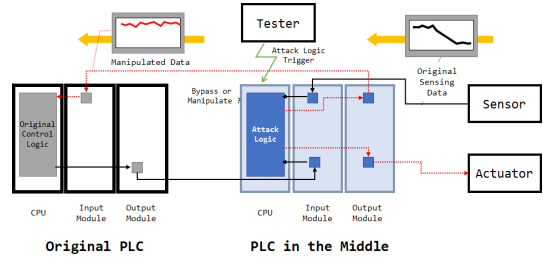 Tester
Manipulated Data
Attack Logic
Trigger
Original
Sensing
Data
Bypass or
Manipulate ?
Original
Control
Logic
Attack
Logic
Sensor
Actuator
CPU
Input
Module
Output
Module
CPU
Input
Module
Output
Module
Original PLC
PLC in the Middle